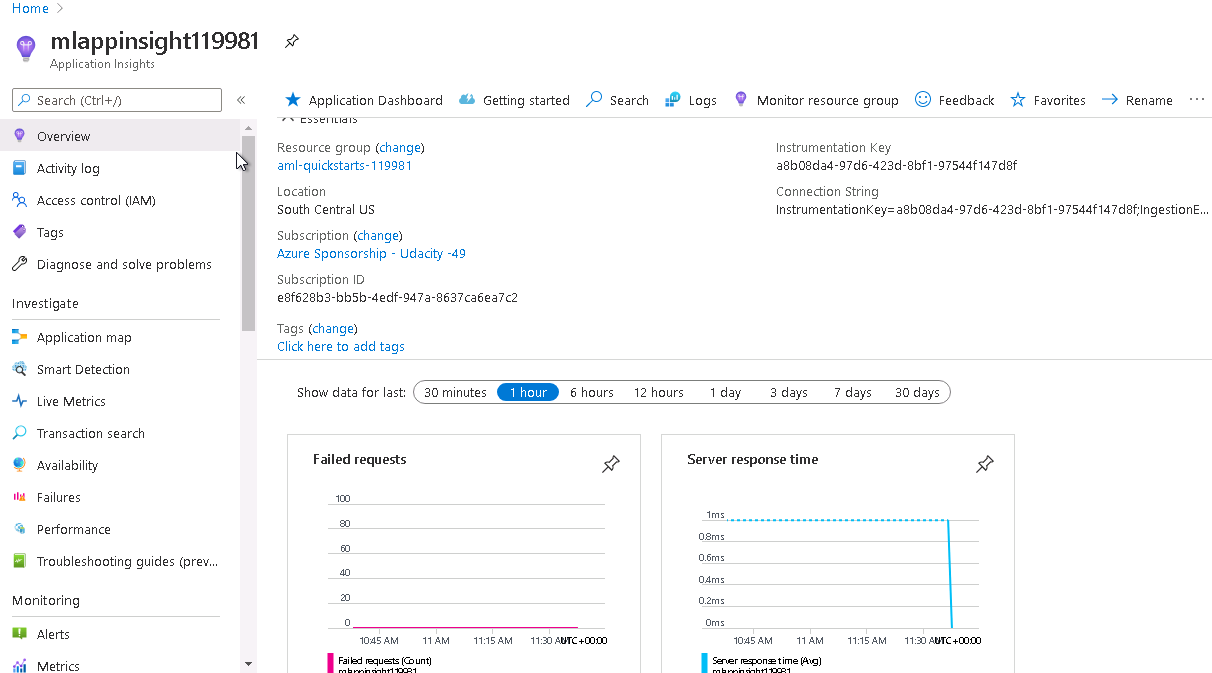 Home >
mlappinsight119981
Application Insights
Search (Ctrl+/)
«
Application Dashboard
Getting started
Search
Logs
Monitor resource group
Feedback
Favorites
Rename
...
Overview
Activity log
Access control (IAM)
Tags
Diagnose and solve problems
Investigate
Application map
Smart Detection
Live Metrics
Transaction search
Availability
Failures
Performance
Troubleshooting guides (prev...
Monitoring
Alerts
Metrics
Essentials
Resource group (change)
aml-quickstarts-119981
Location
South Central US
Subscription (change)
Azure Sponsorship - Udacity -49
Subscription ID
e8f628b3-bb5b-4edf-947a-8637ca6ea7c2
Tags (change)
Click here to add tags
Instrumentation Key
a8b08da4-97d6-423d-8bf1-97544f147d8f
Connection String
InstrumentationKey=a8b08da4-97d6-423d-8bf1-97544f147d8f;IngestionE...
Show data for last:
30 minutes
1 hour
6 hours
12 hours
1 day
3 days
7 days
30 days
Failed requests
100
80
60
40
20
0
10:45 AM
11 AM
11:15 AM
11:30 AM
UTC+00:00
Failed requests (Count)
mlappinsight119981
Server response time
1ms
0.8ms
0.6ms
0.4ms
0.2ms
0ms
10:45 AM
11 AM
11:15 AM
11:30 AM
UTC+00:00
Server response time (Avg)
mlappinsight119981